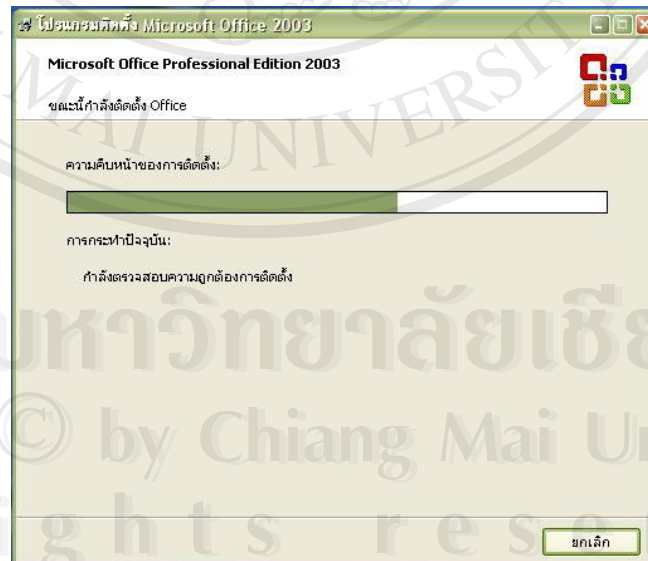 โปรแกรมติดตั้ง Microsoft Office 2003
Microsoft Office Professional Edition 2003
ขณะนี้กำลังติดตั้ง Office
MAI UNIVERSIT
ความคืบหน้าของการติดตั้ง:
การกระทำปัจจุบัน:
กำลังตรวจสอบความถูกต้องการติดตั้ง
มหาวิทยาลัยเชีย
© by Chiang Mai Un
ights rese
ยกเลิก